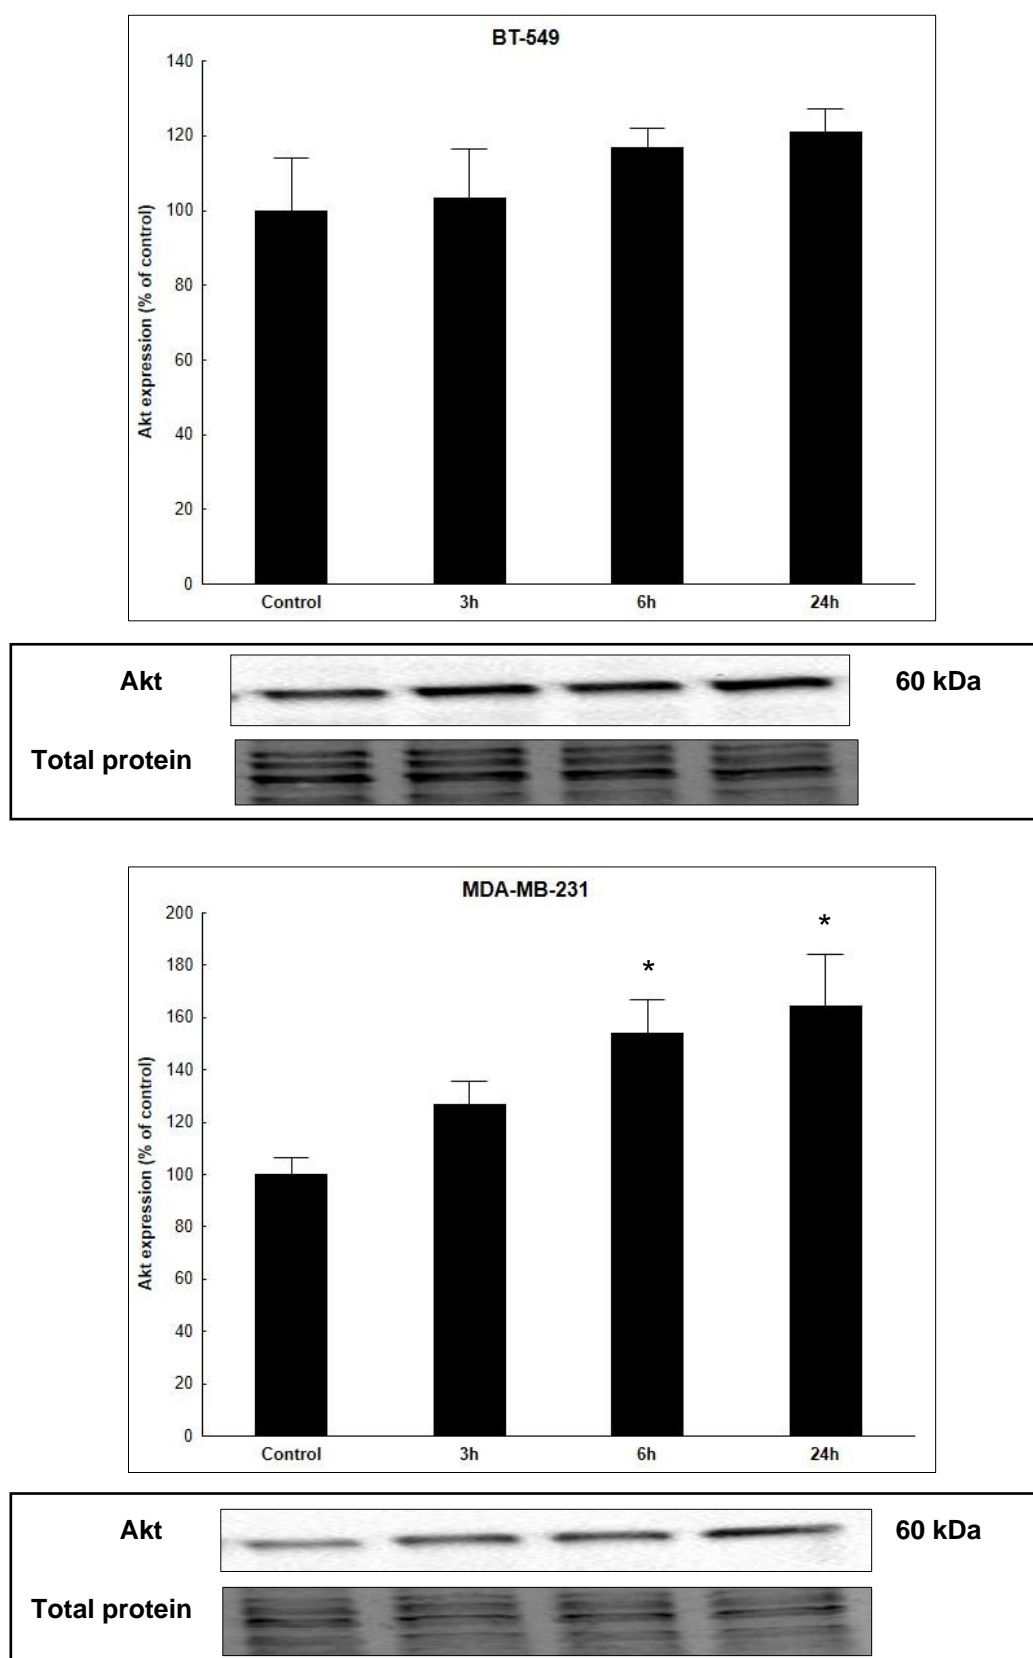 BT-549
140
120
100
80
60
40
20
0
Akt expression (% of control)
Control 3h 6h 24h
Akt 60 kDa
Total protein
MDA-MB-231
200
180
160
140
120
100
80
60
40
20
0
Akt expression (% of control)
* *
Control 3h 6h 24h
Akt 60 kDa
Total protein